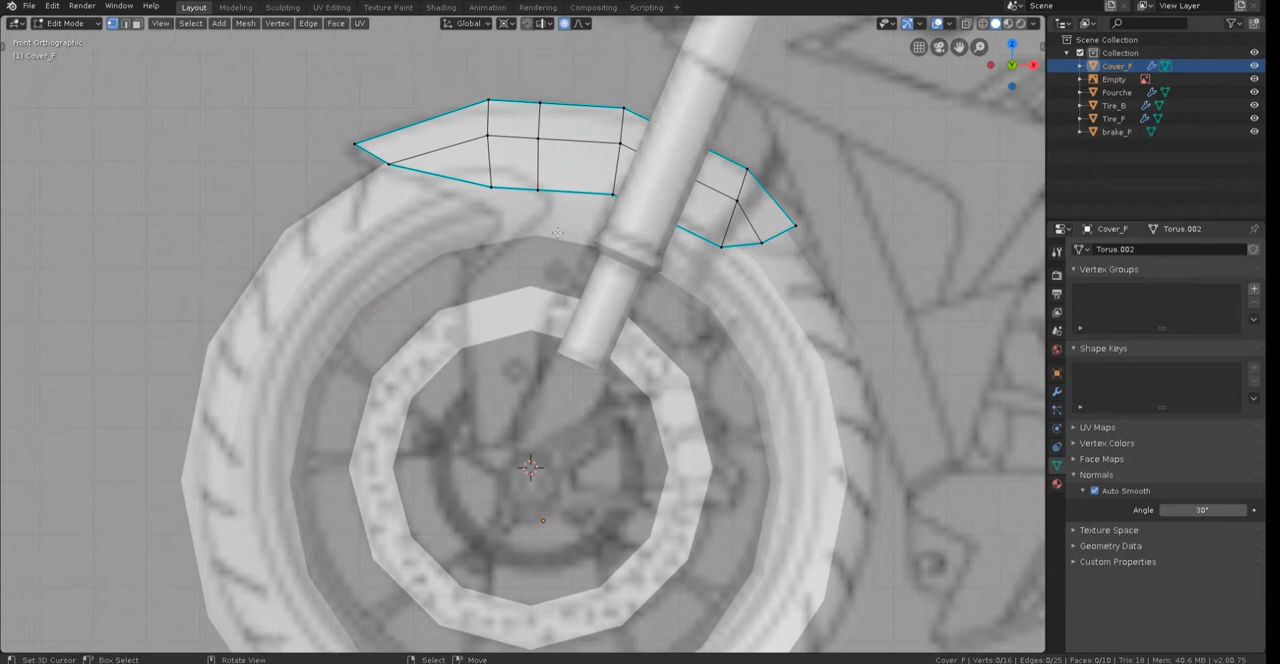 File Edit Render Window Help Layout Modeling Sculpting UV Editing Texture Paint Shading Animation Rendering Compositing Scripting + Scene View Layer
Edit Mode View Select Add Mesh Vertex Edge Face UV Global
Front Orthographic
(1) Cover_F
Z
Y
X
Scene Collection
Collection
Cover_F
Empty
Fourche
Tire_B
Tire_F
brake_F
Cover_F Torus.002
Torus.002
Vertex Groups
Shape Keys
UV Maps
Vertex Colors
Face Maps
Normals
Auto Smooth
Angle 30°
Texture Space
Geometry Data
Custom Properties
Set 3D Cursor Box Select Rotate View Select Move Cover_F | Verts:0/16 | Edges:0/25 | Faces:0/10 | Tris:18 | Mem: 40.6 MB | v2.80.75